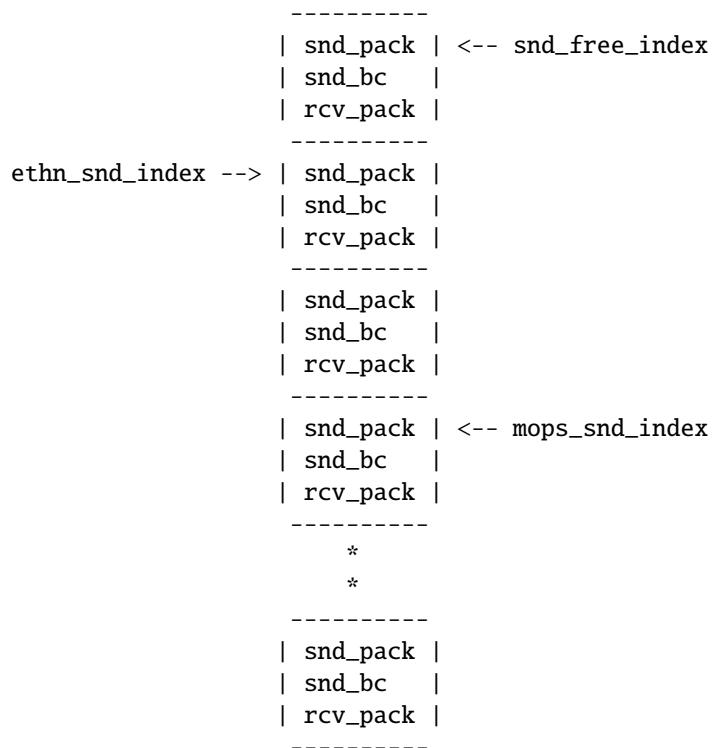 ----------
| snd_pack | <-- snd_free_index
| snd_bc   |
| rcv_pack |
----------
ethn_snd_index --> | snd_pack |
| snd_bc   |
| rcv_pack |
----------
| snd_pack |
| snd_bc   |
| rcv_pack |
----------
| snd_pack | <-- mops_snd_index
| snd_bc   |
| rcv_pack |
----------
*
*
----------
| snd_pack |
| snd_bc   |
| rcv_pack |
----------